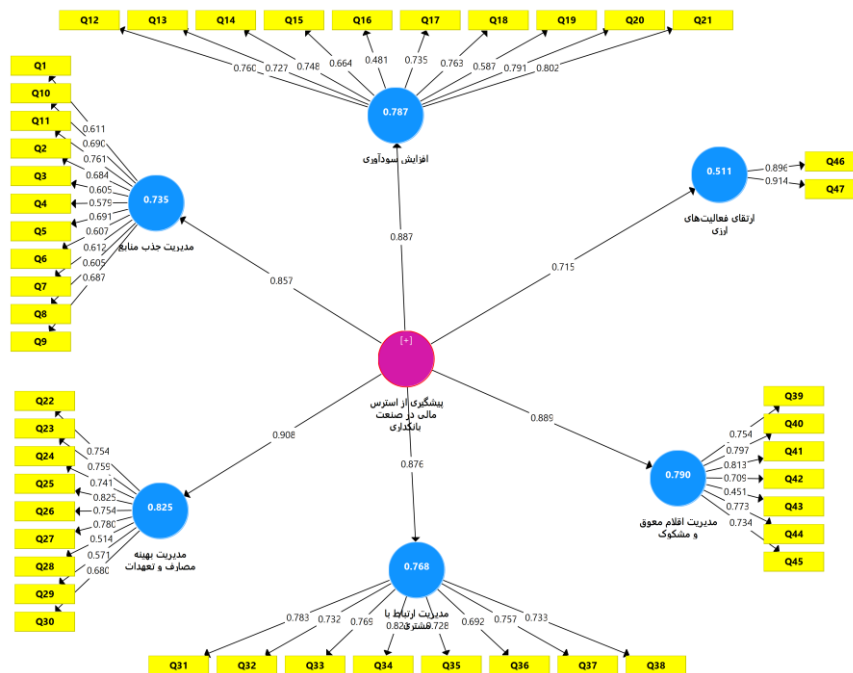 Q12 Q13 Q14 Q15 Q16 Q17 Q18 Q19 Q20 Q21
0.760 0.727 0.748 0.664 0.481 0.735 0.763 0.587 0.791 0.802
0.787
افزایش سودآوری
Q1
Q10
Q11
Q2
Q3
Q4
Q5
Q6
Q7
Q8
Q9
0.611
0.690
0.761
0.684
0.605
0.579
0.691
0.607
0.612
0.605
0.687
0.735
مدیریت جذب منابع
Q46
Q47
0.896
0.914
0.511
ارتقای فعالیت‌های
ارزی
0.887
0.715
0.857
[+]
پیشگیری از استرس
مالی در صنعت
بانکداری
0.908
0.876
0.889
Q22
Q23
Q24
Q25
Q26
Q27
Q28
Q29
Q30
0.754
0.759
0.741
0.825
0.754
0.780
0.514
0.571
0.680
0.825
مدیریت بهینه
مصارف و تعهدات
Q39
Q40
Q41
Q42
Q43
Q44
Q45
0.754
0.797
0.813
0.709
0.451
0.773
0.734
0.790
مدیریت اقلام معوق
و مشکوک
0.768
مدیریت ارتباط با
مشتری
0.783 0.732 0.769 0.728 0.692 0.757 0.733
Q31 Q32 Q33 Q34 Q35 Q36 Q37 Q38